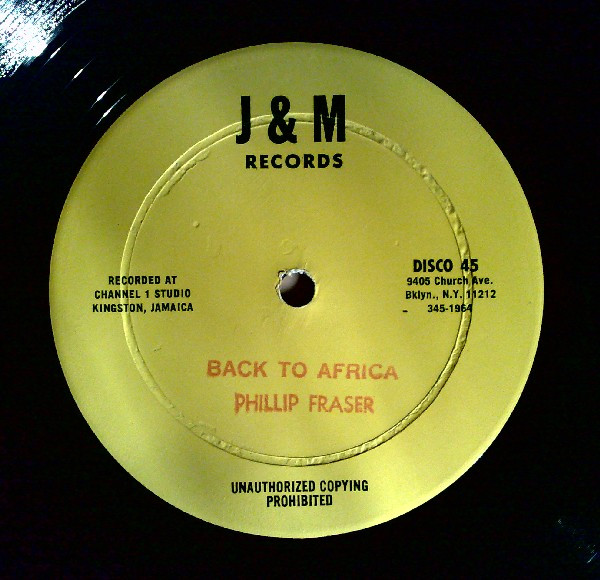 J & M
RECORDS
RECORDED AT
CHANNEL 1 STUDIO
KINGSTON, JAMAICA
DISCO 45
9405 Church Ave.
Bklyn., N.Y. 11212
- 345-1964
BACK TO AFRICA
PHILLIP FRASER
UNAUTHORIZED COPYING
PROHIBITED